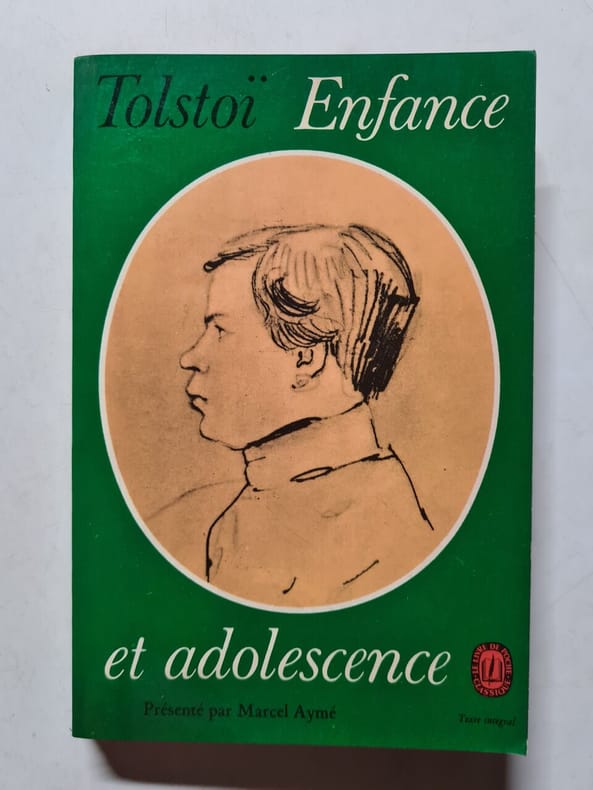 Tolstoï Enfance
et adolescence
LE LIVRE DE POCHE
CLASSIQUE
Présenté par Marcel Aymé
Texte intégral